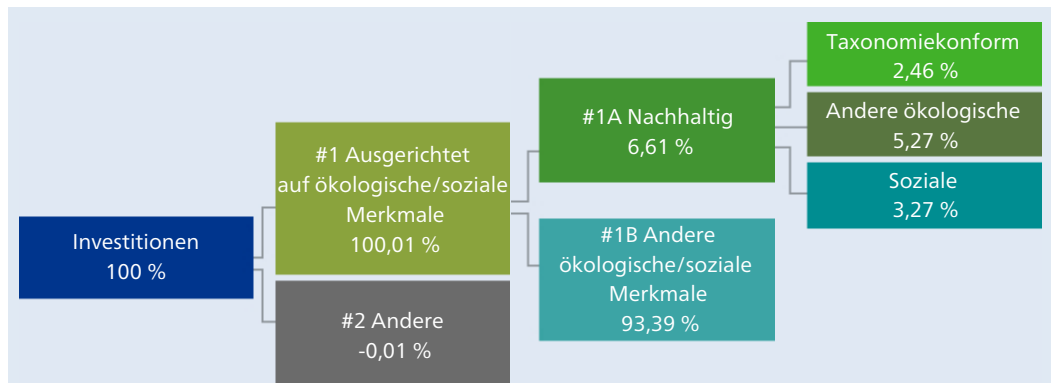 Investitionen
100 %
#1 Ausgerichtet
auf ökologische/soziale
Merkmale
100,01 %
#2 Andere
-0,01 %
#1A Nachhaltig
6,61 %
#1B Andere
ökologische/soziale
Merkmale
93,39 %
Taxonomiekonform
2,46 %
Andere ökologische
5,27 %
Soziale
3,27 %